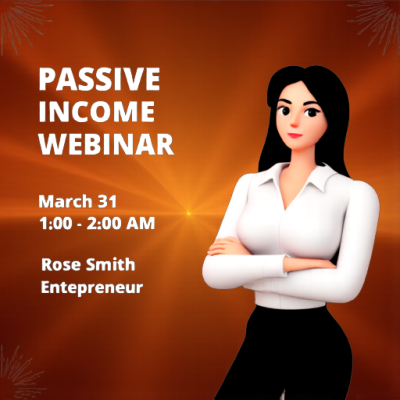 PASSIVE
INCOME
WEBINAR
March 31
1:00 - 2:00 AM
Rose Smith
Entepreneur